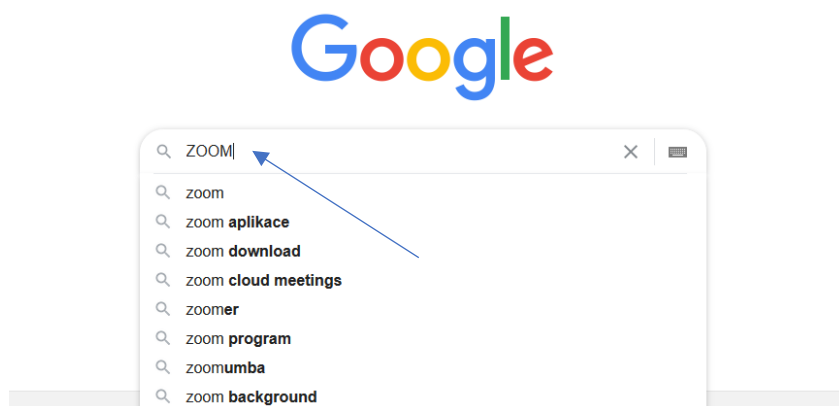 Google
ZOOM
zoom
zoom aplikace
zoom download
zoom cloud meetings
zoomer
zoom program
zoomumba
zoom background